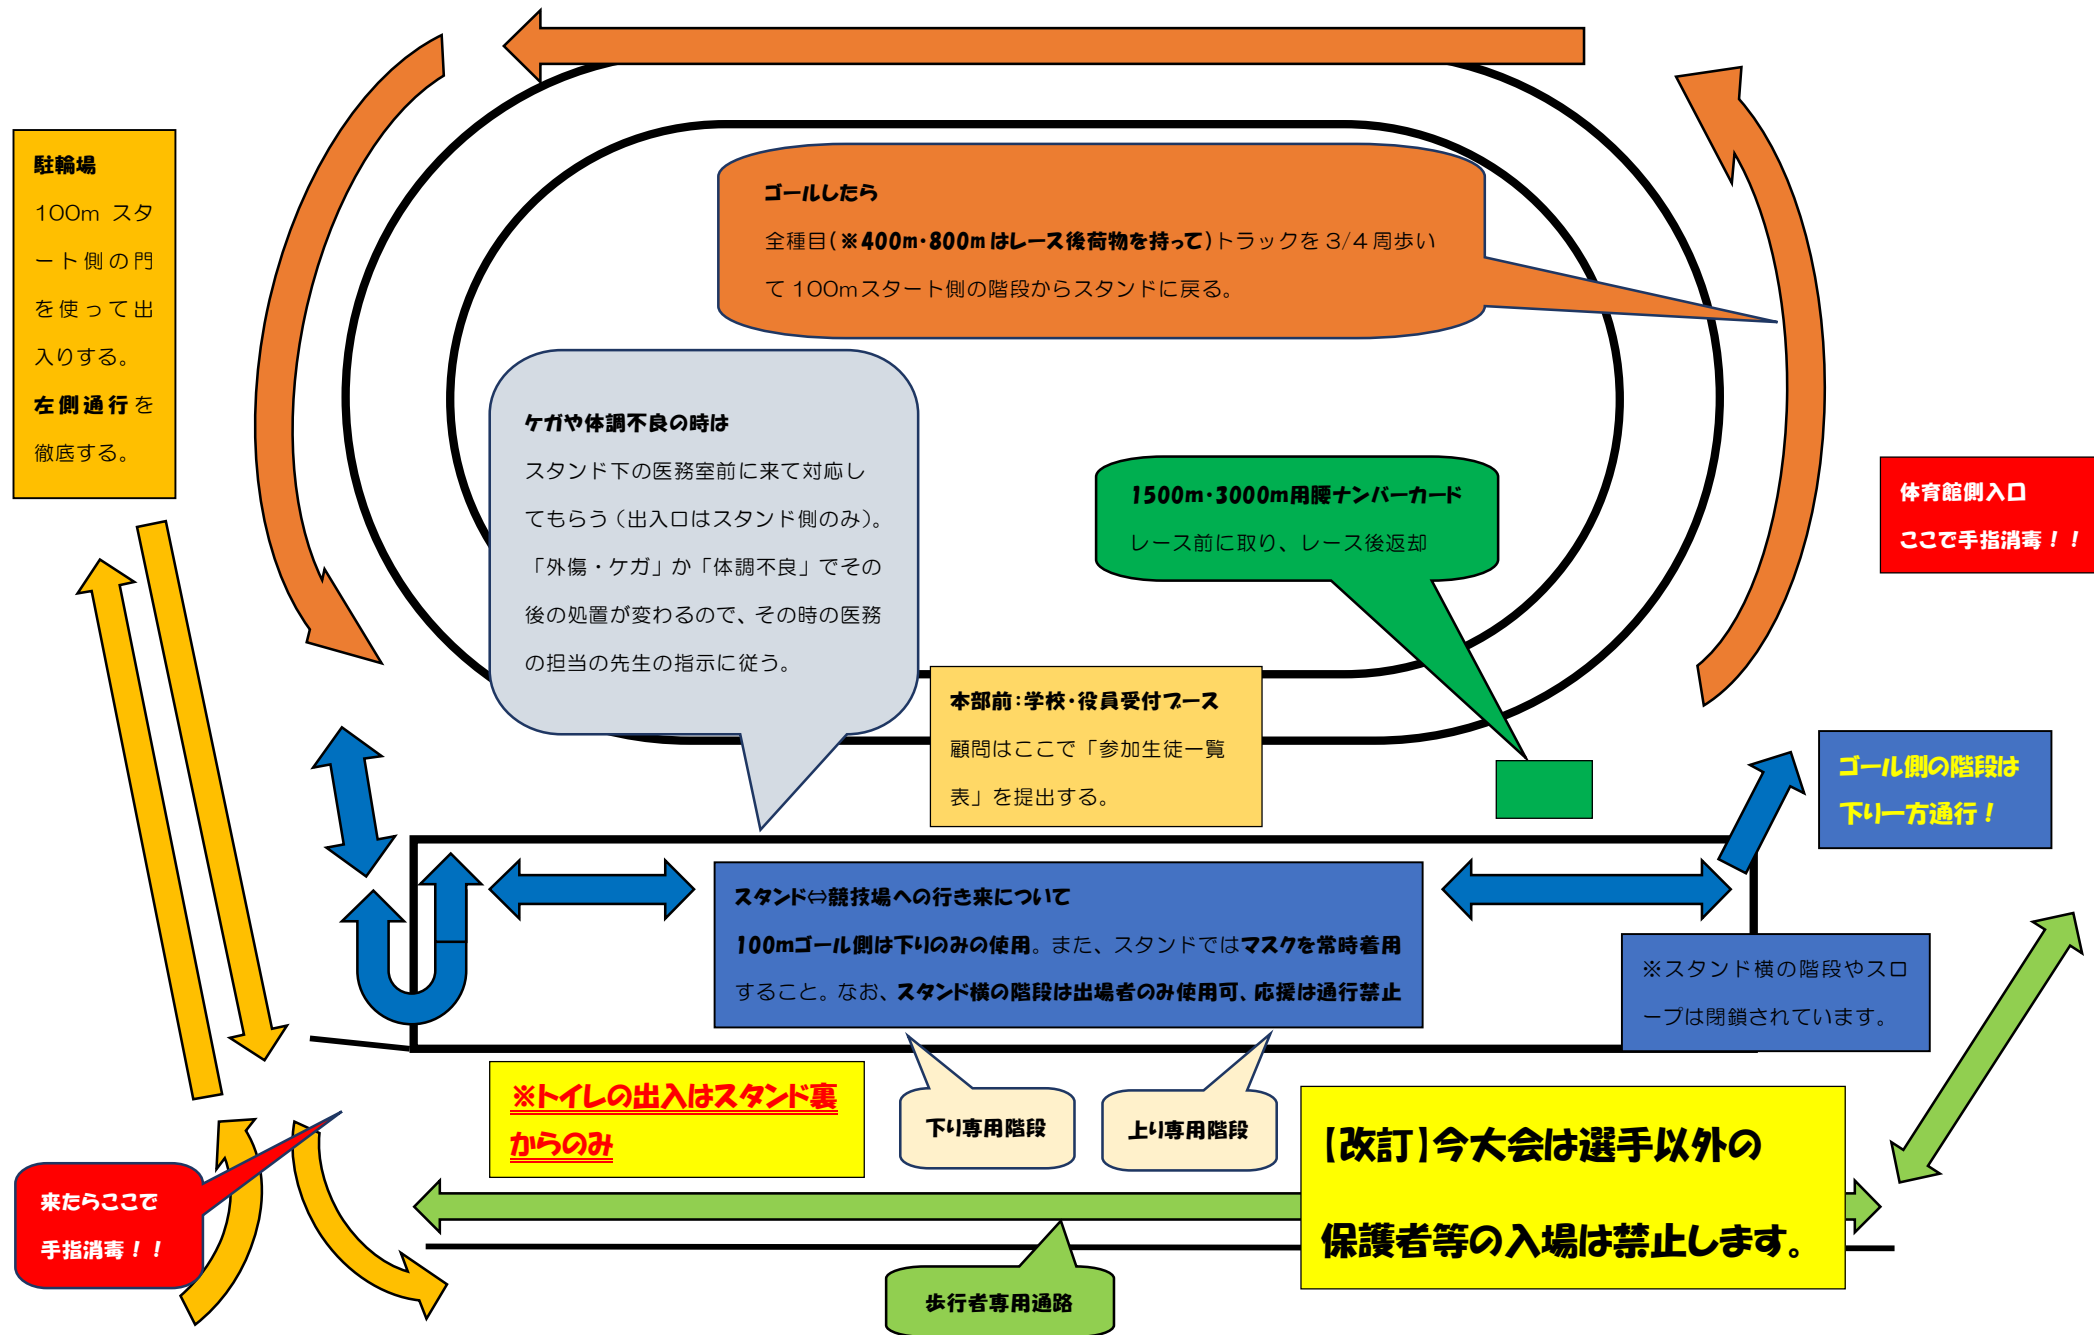 駐輪場
100m スタ
ート側の門
を使って出
入りする。
左側通行を
徹底する。
ゴールしたら
全種目(※400m・800mはレース後荷物を持って)トラックを3/4周歩い
て100mスタート側の階段からスタンドに戻る。
ケガや体調不良の時は
スタンド下の医務室前に来て対応し
てもらう（出入口はスタンド側のみ）。
「外傷・ケガ」か「体調不良」でその
後の処置が変わるので、その時の医務
の担当の先生の指示に従う。
1500m・3000m用腰ナンバーカード
レース前に取り、レース後返却
体育館側入口
ここで手指消毒！！
本部前：学校・役員受付ブース
顧問はここで「参加生徒一覧
表」を提出する。
ゴール側の階段は
下り一方通行！
スタンド⇔競技場への行き来について
100mゴール側は下りのみの使用。また、スタンドではマスクを常時着用
すること。なお、スタンド横の階段は出場者のみ使用可、応援は通行禁止
※スタンド横の階段やスロ
ープは閉鎖されています。
※トイレの出入はスタンド裏
からのみ
下り専用階段
上り専用階段
【改訂】今大会は選手以外の
保護者等の入場は禁止します。
来たらここで
手指消毒！！
歩行者専用通路